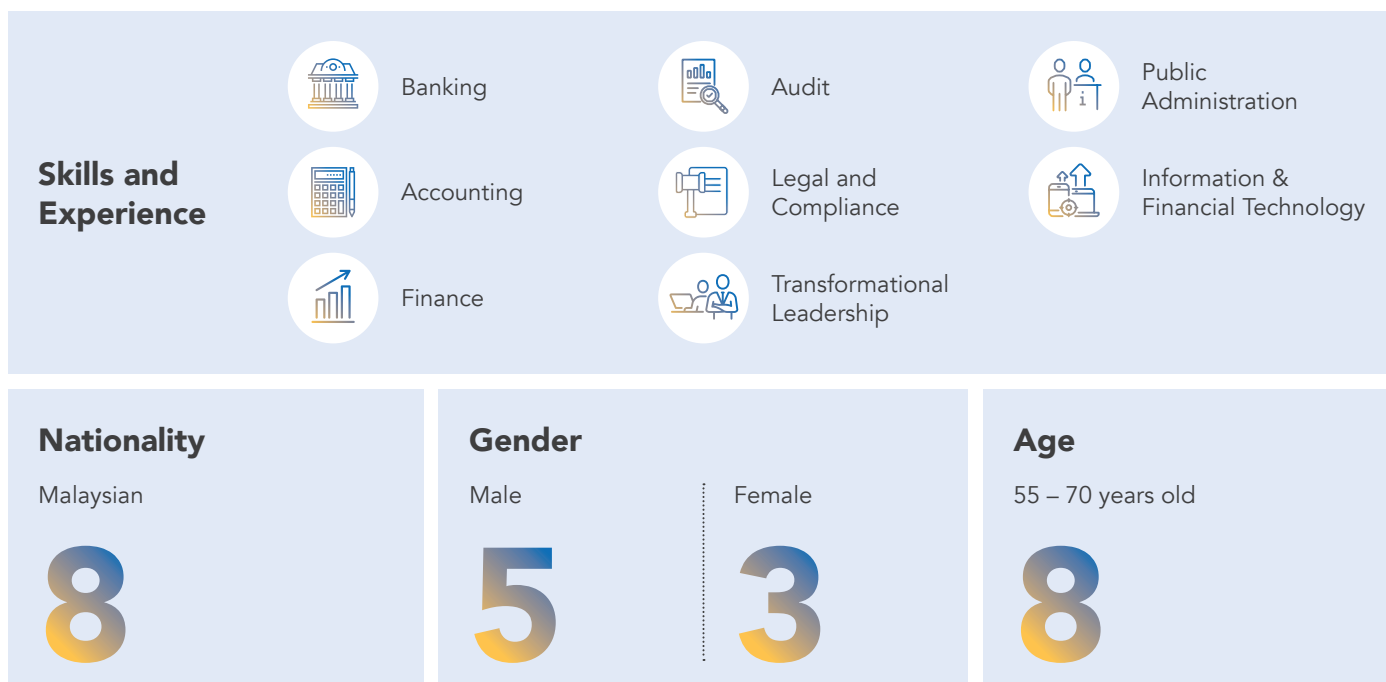 Skills and
Experience
Banking
Accounting
Finance
Audit
Legal and
Compliance
Transformational
Leadership
Public
Administration
Information &
Financial Technology
Nationality
Malaysian
8
Gender
Male
5
Female
3
Age
55 – 70 years old
8